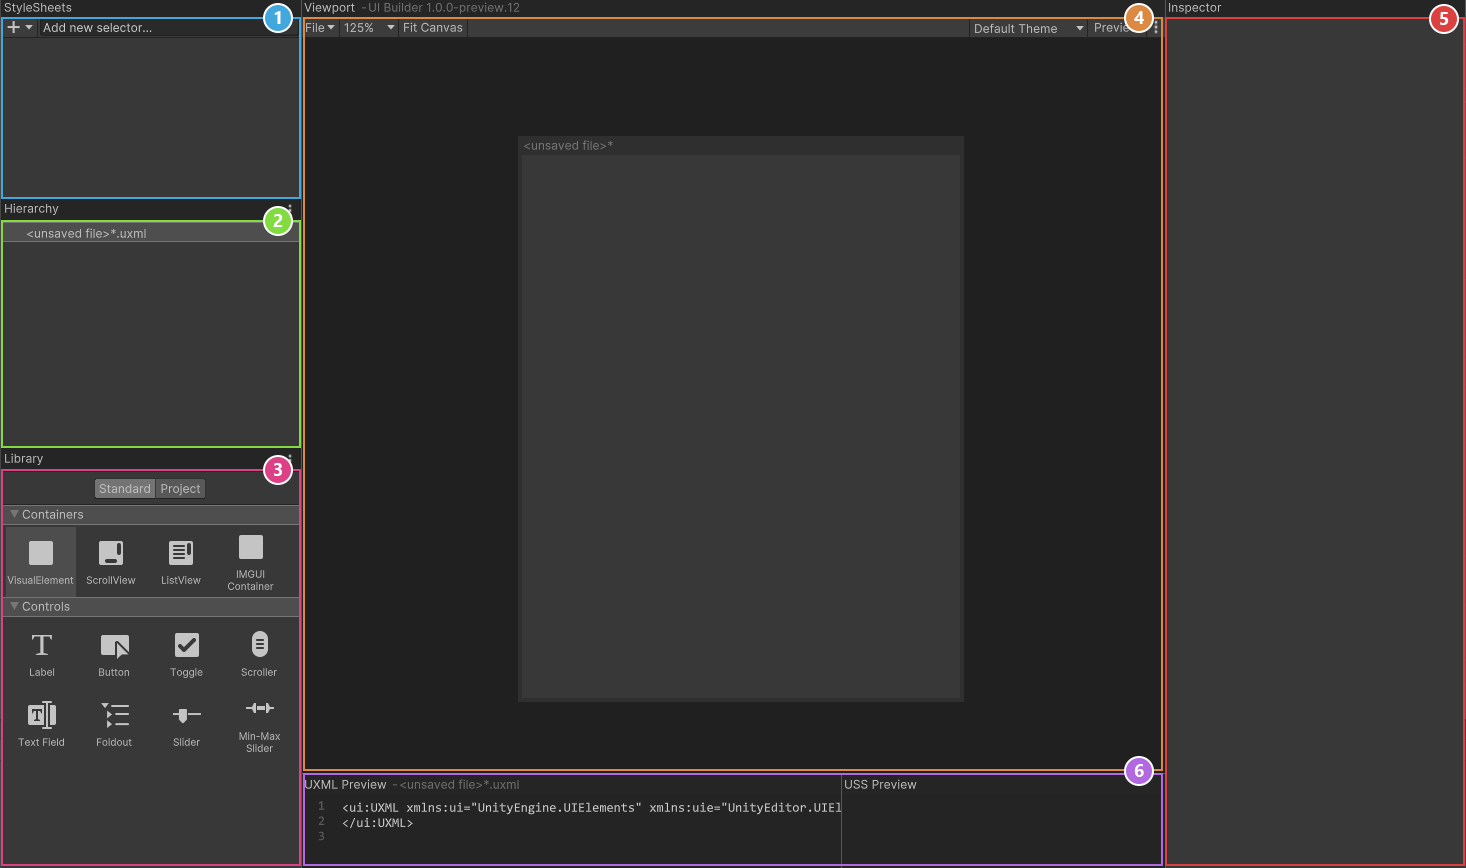 StyleSheets
Add new selector...
1
Hierarchy
2
<unsaved file>*.uxml
Library
3
Standard Project
Containers
VisualElement ScrollView ListView IMGUI Container
Controls
Label Button Toggle Scroller
Text Field Foldout Slider Min-Max Slider
Viewport - UI Builder 1.0.0-preview.12
4
File 125% Fit Canvas Default Theme
<unsaved file>*
6
UXML Preview - <unsaved file>*.uxml
1 <ui:UXML xmlns:ui="UnityEngine.UIElements" xmlns:uie="UnityEditor.UIEl
2 </ui:UXML>
3
USS Preview
Inspector
5